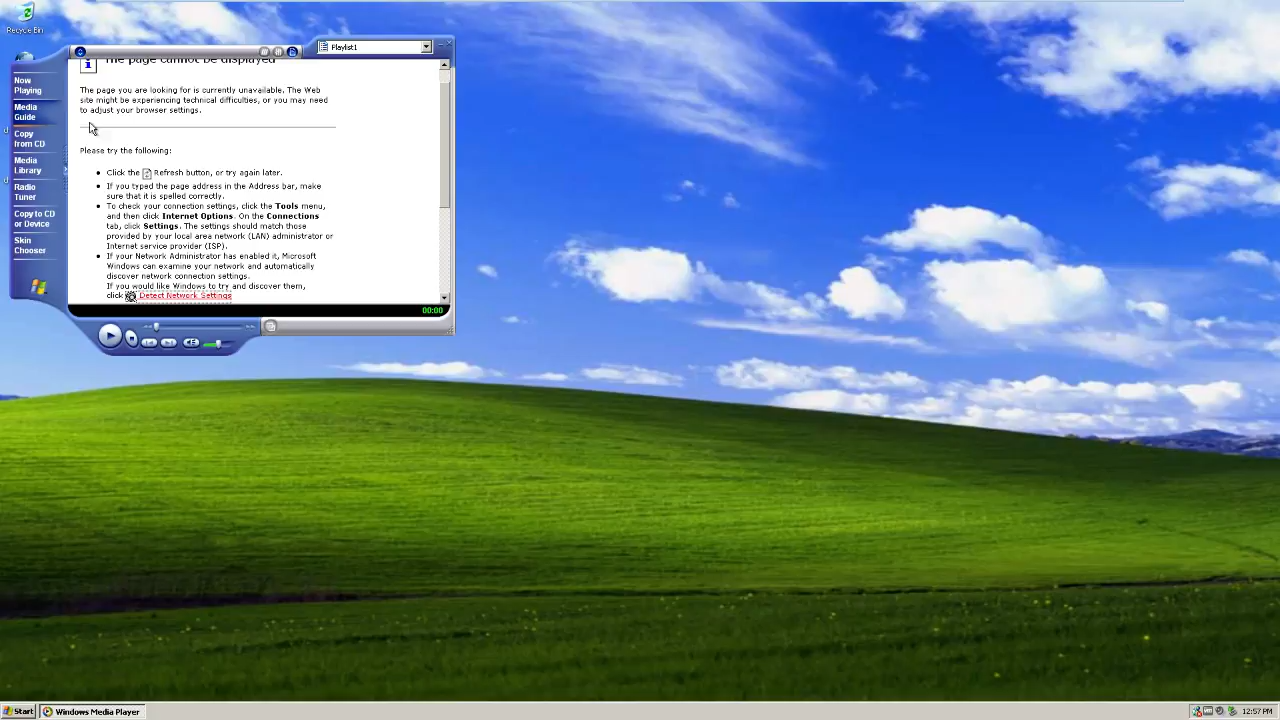 Recycle Bin
Playlist1
Now
Playing
Media
Guide
Copy
from CD
Media
Library
Radio
Tuner
Copy to CD
or Device
Skin
Chooser
The page cannot be displayed
The page you are looking for is currently unavailable. The Web
site might be experiencing technical difficulties, or you may need
to adjust your browser settings.
Please try the following:
Click the Refresh button, or try again later.
If you typed the page address in the Address bar, make
sure that it is spelled correctly.
To check your connection settings, click the Tools menu,
and then click Internet Options. On the Connections
tab, click Settings. The settings should match those
provided by your local area network (LAN) administrator or
Internet service provider (ISP).
If your Network Administrator has enabled it, Microsoft
Windows can examine your network and automatically
discover network connection settings.
If you would like Windows to try and discover them,
click Detect Network Settings
00:00
Start
Windows Media Player
12:57 PM